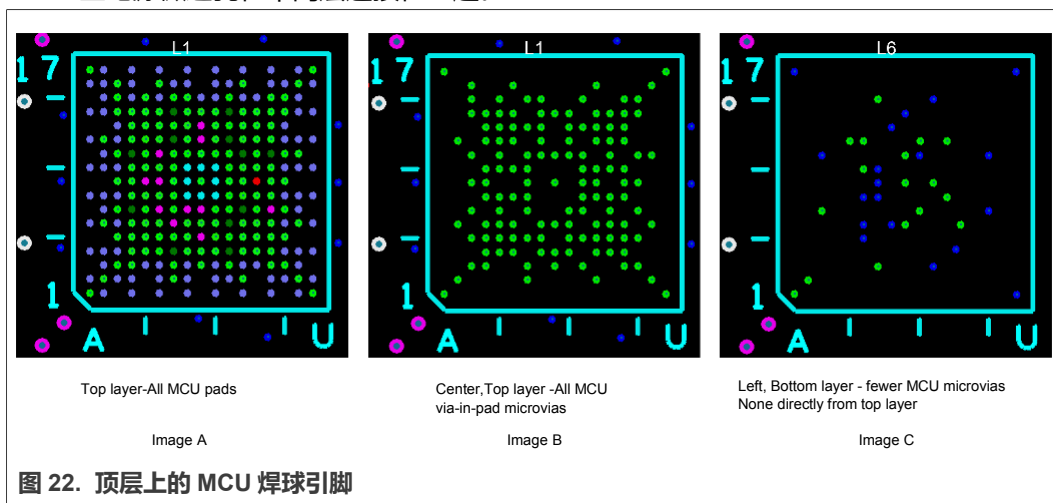 L1
L1
L6
17
17
17
1
1
1
A
U
A
U
A
U
Top layer-All MCU pads
Center,Top layer -All MCU
via-in-pad microvias
Left, Bottom layer - fewer MCU microvias
None directly from top layer
Image A
Image B
Image C
图 22. 顶层上的 MCU 焊球引脚